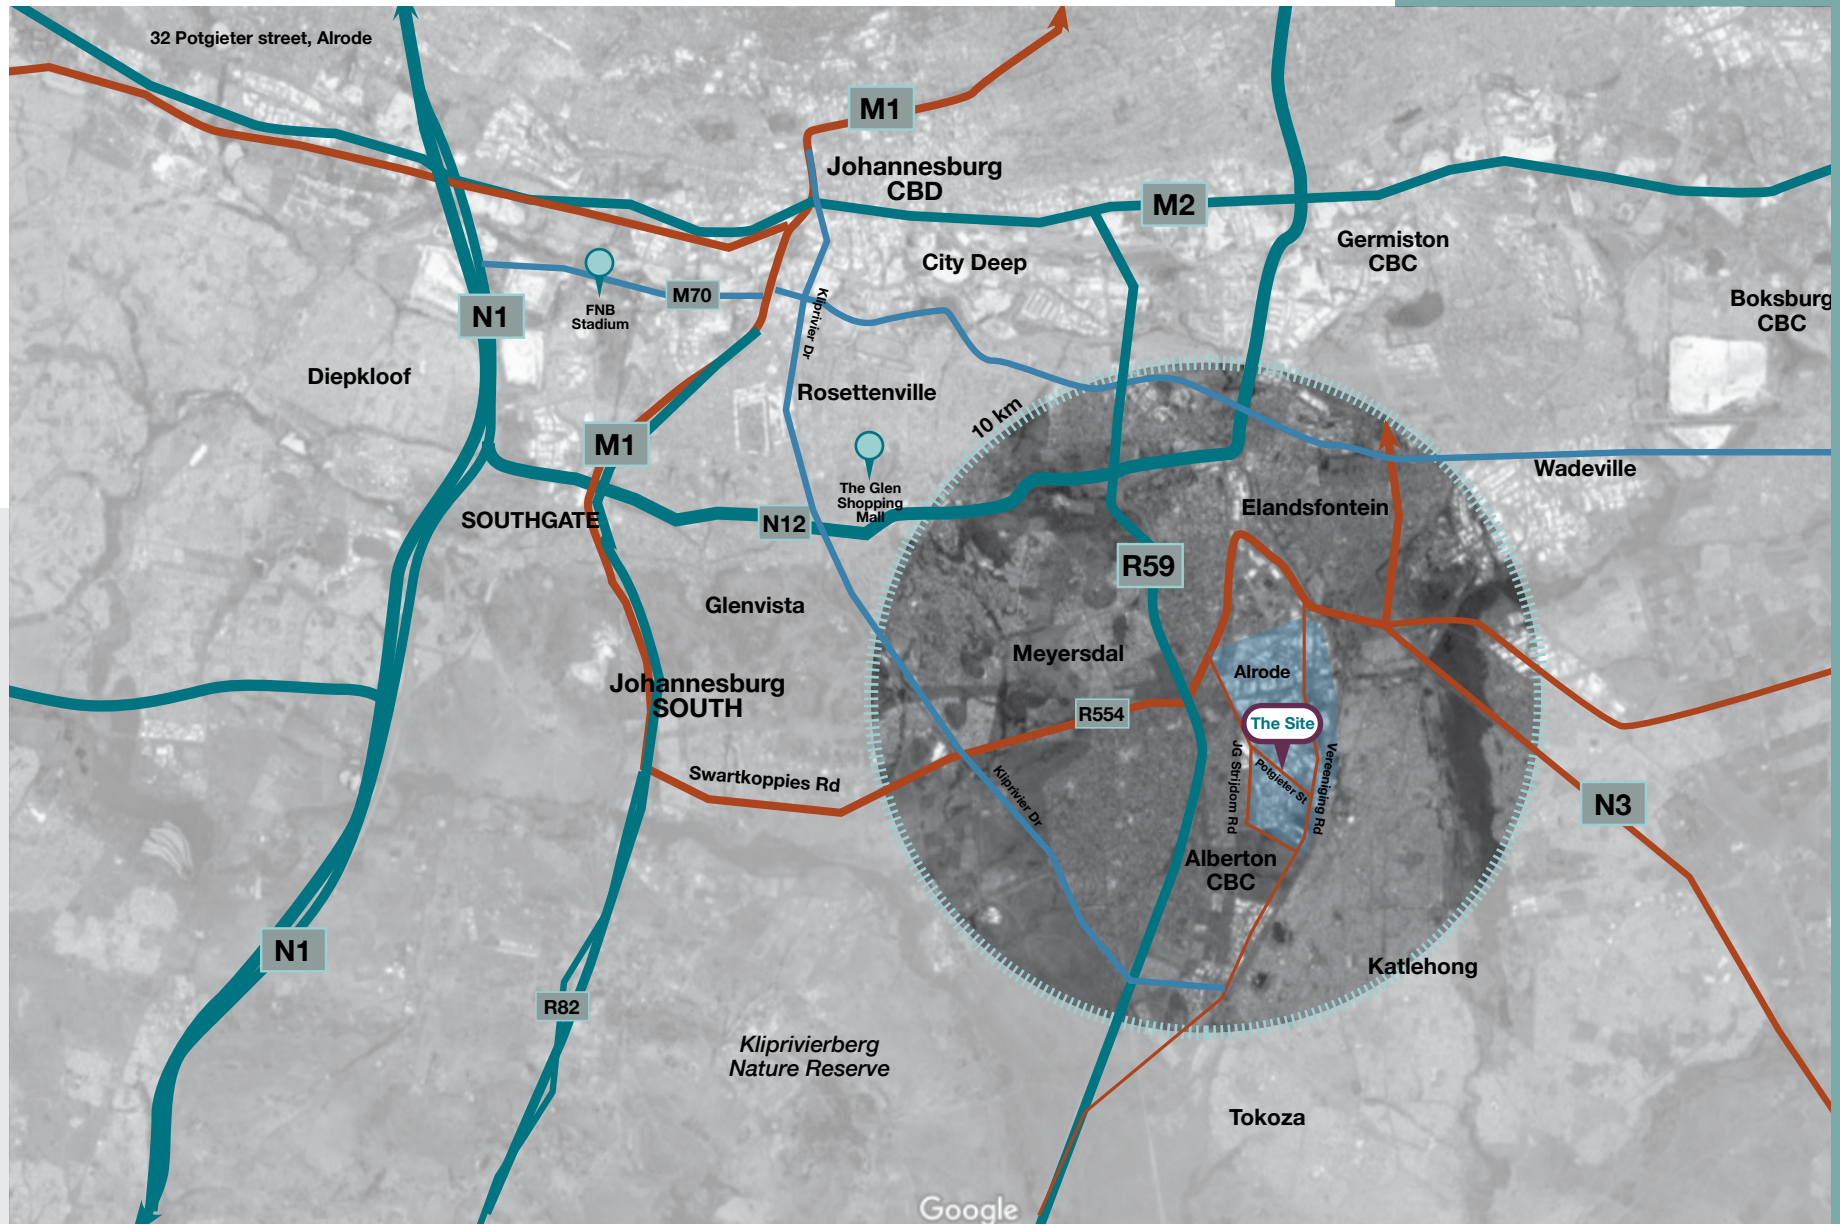 32 Potgieter street, Alrode
M1
Johannesburg
CBD
M2
Germiston
CBC
City Deep
Boksburg
CBC
M70
FNB
Stadium
N1
Kliprivier Dr
Diepkloof
Rosettenville
10 km
M1
The Glen
Shopping
Mall
Wadeville
Elandsfontein
SOUTHGATE
N12
R59
Glenvista
Meyersdal
Alrode
Johannesburg
SOUTH
R554
The Site
JG Strijdom Rd
Potgieter St
Vereeniging Rd
Swartkoppies Rd
Kliprivier Dr
N3
Alberton
CBC
N1
Katlehong
R82
Kliprivierberg
Nature Reserve
Tokoza
Google